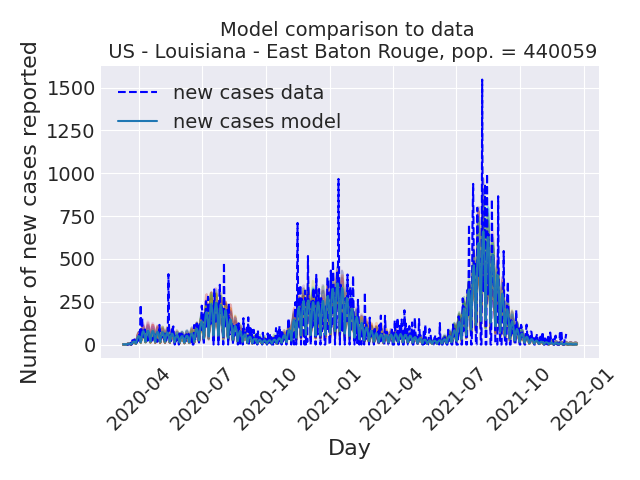 Model comparison to data
US - Louisiana - East Baton Rouge, pop. = 440059
Number of new cases reported
new cases data
new cases model
1500
1250
1000
750
500
250
0
2020-04
2020-07
2020-10
2021-01
2021-04
2021-07
2021-10
2022-01
Day